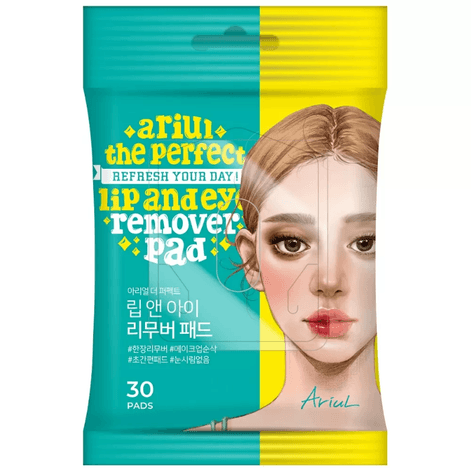 ariul
the perfect
REFRESH YOUR DAY!
lip and eye
remover
pad
아리얼 더 퍼펙트
립 앤 아이
리무버 패드
#한장리무버 #메이크업순삭
#초간편패드 #눈시림없음
30
PADS
Ariul